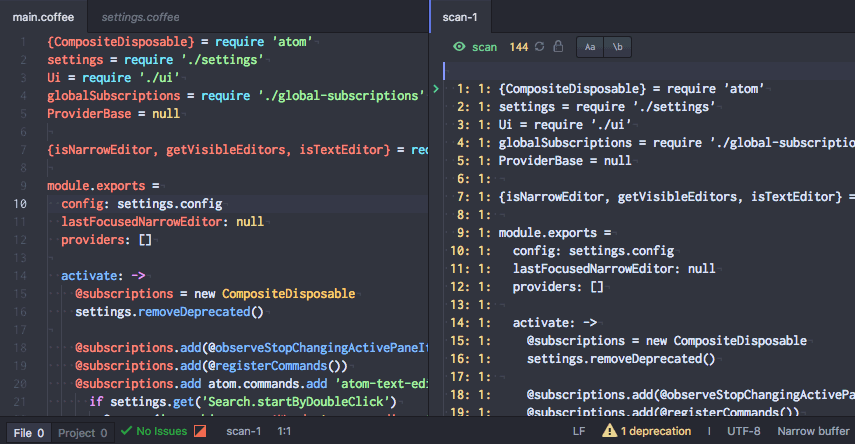 main.coffee settings.coffee
1 {CompositeDisposable} = require 'atom'
2 settings = require './settings'
3 Ui = require './ui'
4 globalSubscriptions = require './global-subscriptions'
5 ProviderBase = null
6
7 {isNarrowEditor, getVisibleEditors, isTextEditor} = req
8
9 module.exports =
10 config: settings.config
11 lastFocusedNarrowEditor: null
12 providers: []
13
14 activate: ->
15 @subscriptions = new CompositeDisposable
16 settings.removeDeprecated()
17
18 @subscriptions.add(@observeStopChangingActivePaneIt
19 @subscriptions.add(@registerCommands())
20 @subscriptions.add atom.commands.add 'atom-text-edi
21 if settings.get('Search.startByDoubleClick')
scan-1
scan 144 Aa \b
1: 1: {CompositeDisposable} = require 'atom'
2: 1: settings = require './settings'
3: 1: Ui = require './ui'
4: 1: globalSubscriptions = require './global-subscription
5: 1: ProviderBase = null
6: 1:
7: 1: {isNarrowEditor, getVisibleEditors, isTextEditor} =
8: 1:
9: 1: module.exports =
10: 1: config: settings.config
11: 1: lastFocusedNarrowEditor: null
12: 1: providers: []
13: 1:
14: 1: activate: ->
15: 1: @subscriptions = new CompositeDisposable
16: 1: settings.removeDeprecated()
17: 1:
18: 1: @subscriptions.add(@observeStopChangingActivePa
19: 1: @subscriptions.add(@registerCommands())
File 0 Project 0 No Issues scan-1 1:1 LF 1 deprecation I UTF-8 Narrow buffer